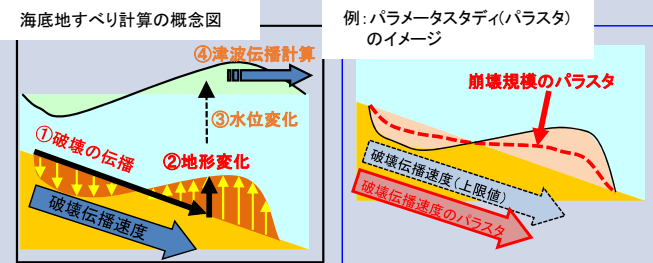 海底地すべり計算の概念図
④津波伝播計算
③水位変化
①破壊の伝播
②地形変化
破壊伝播速度
例：パラメータスタディ(パラスタ)
のイメージ
崩壊規模のパラスタ
破壊伝播速度(上限値)
破壊伝播速度のパラスタ